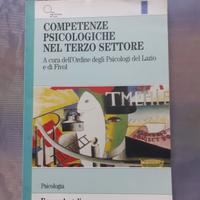 COMPETENZE
PSICOLOGICHE
NEL TERZO SETTORE
A cura dell'Ordine degli Psicologi del Lazio
e di Fivol
Psicologia